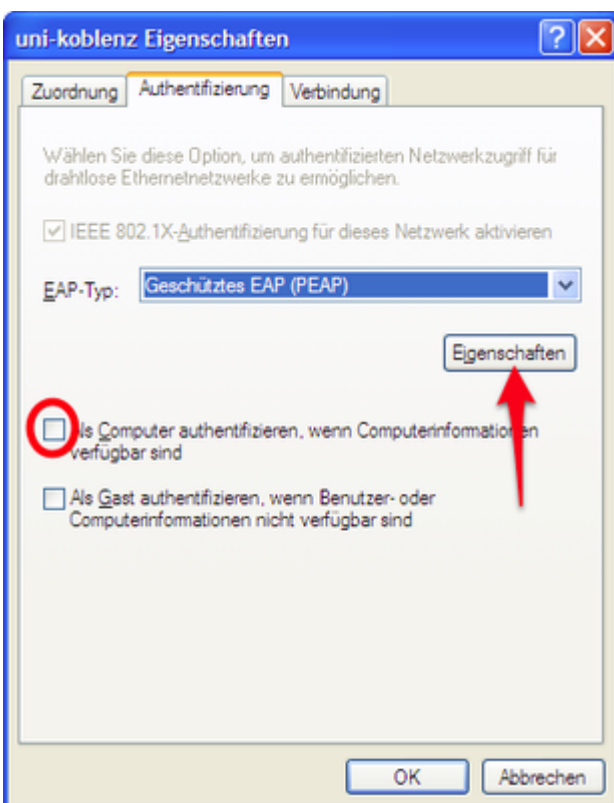 uni-koblenz Eigenschaften
Zuordnung Authentifizierung Verbindung
Wählen Sie diese Option, um authentifizierten Netzwerkzugriff für
drahtlose Ethernetnetzwerke zu ermöglichen.
IEEE 802.1X-Authentifizierung für dieses Netzwerk aktivieren
EAP-Typ: Geschütztes EAP (PEAP)
Eigenschaften
Als Computer authentifizieren, wenn Computerinformationen
verfügbar sind
Als Gast authentifizieren, wenn Benutzer- oder
Computerinformationen nicht verfügbar sind
OK Abbrechen